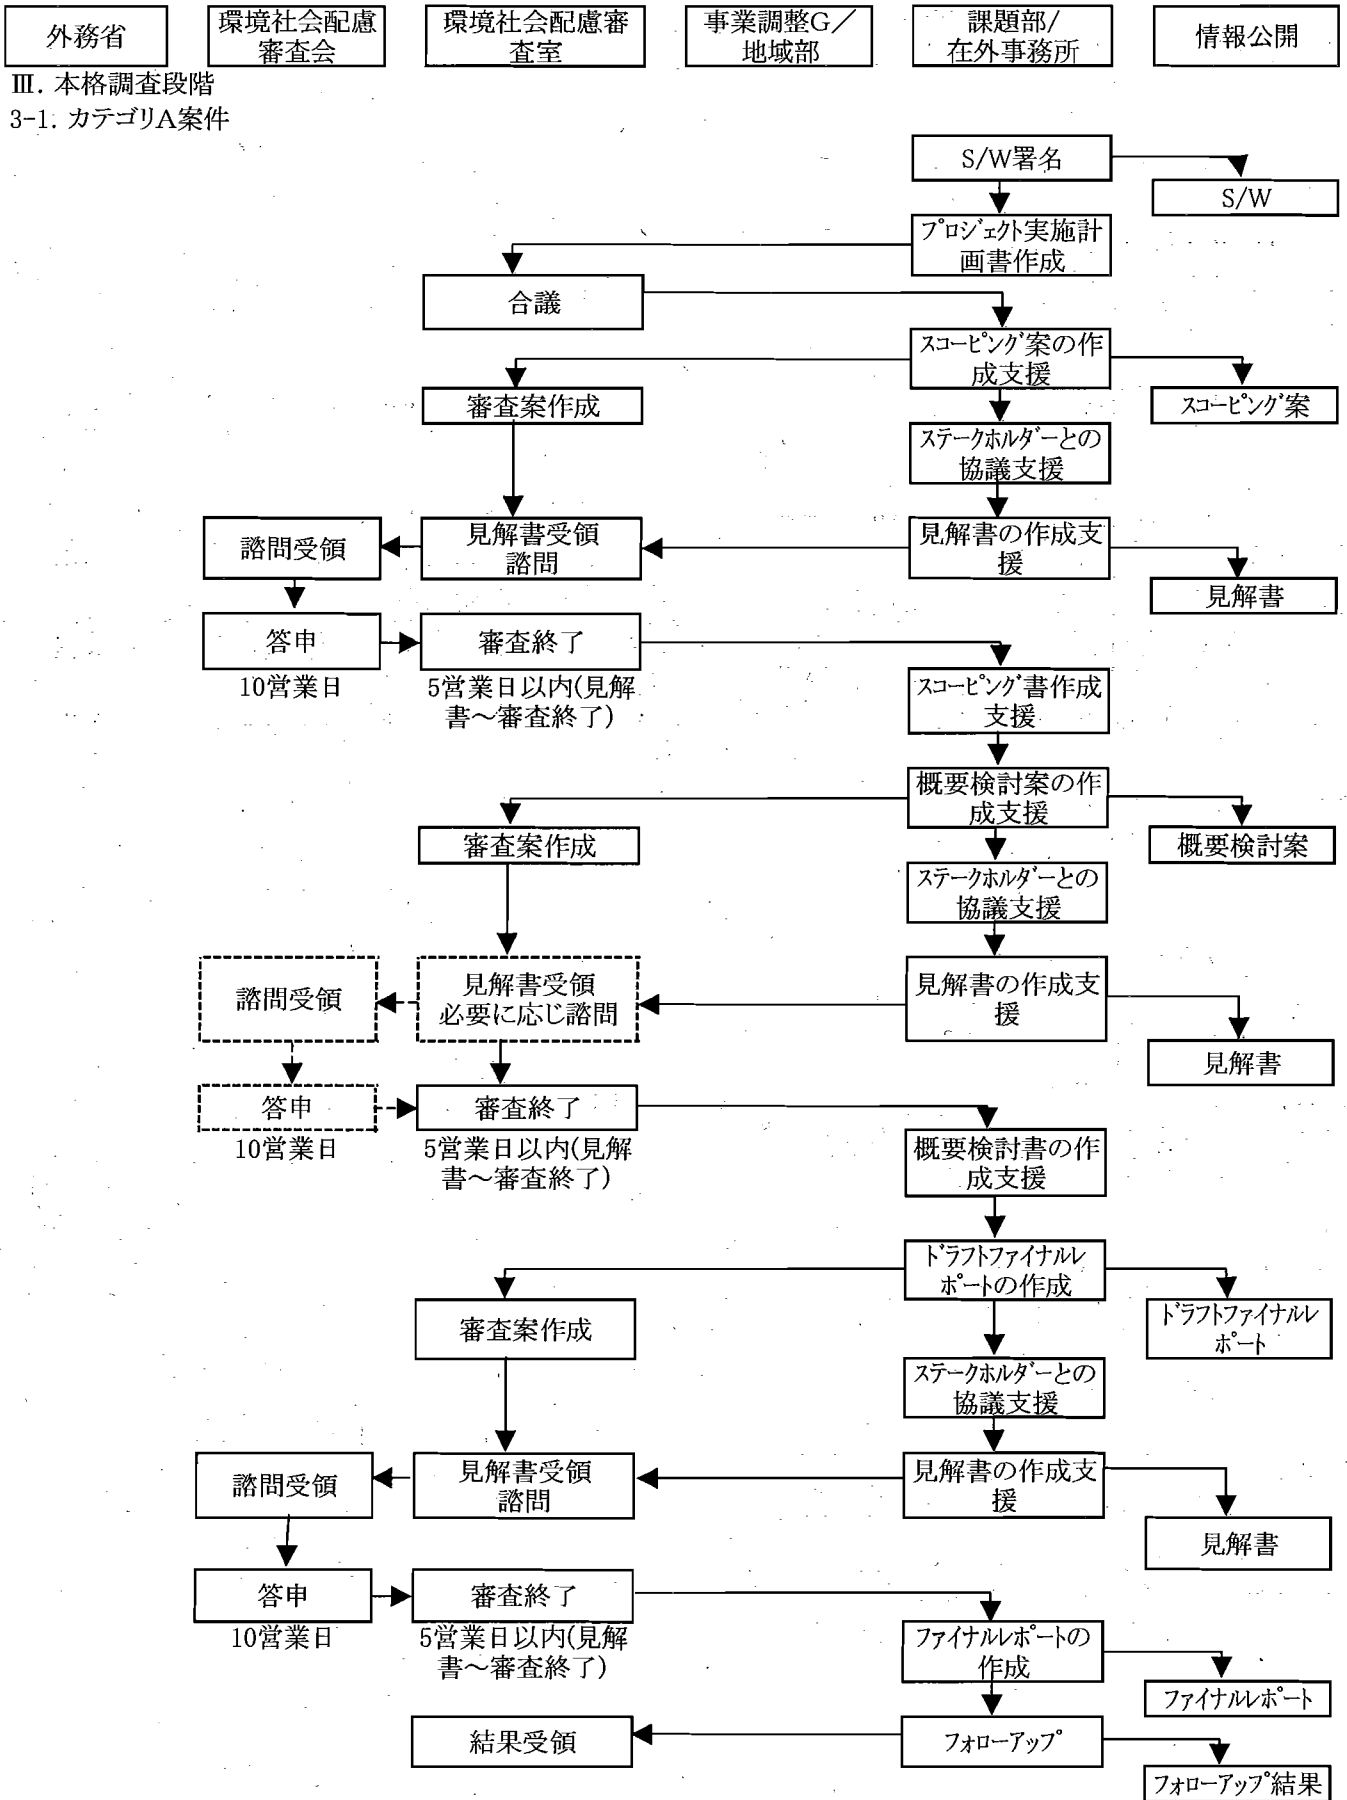 外務省
環境社会配慮
審査会
環境社会配慮審
査室
事業調整G／
地域部
課題部/
在外事務所
情報公開
Ⅲ. 本格調査段階
3-1. カテゴリA案件
S/W署名
S/W
プロジェクト実施計
画書作成
合議
スコーピング案の作
成支援
審査案作成
スコーピング案
ステークホルダーとの
協議支援
諮問受領
見解書受領
諮問
見解書の作成支
援
見解書
答申
審査終了
10営業日
5営業日以内(見解
書～審査終了)
スコーピング書作成
支援
概要検討案の作
成支援
審査案作成
概要検討案
ステークホルダーとの
協議支援
諮問受領
見解書受領
必要に応じ諮問
見解書の作成支
援
見解書
答申
審査終了
10営業日
5営業日以内(見解
書～審査終了)
概要検討書の作
成支援
ドラフトファイナルレ
ポートの作成
審査案作成
ドラフトファイナルレ
ポート
ステークホルダーとの
協議支援
諮問受領
見解書受領
諮問
見解書の作成支
援
見解書
答申
審査終了
10営業日
5営業日以内(見解
書～審査終了)
ファイナルレポートの
作成
ファイナルレポート
結果受領
フォローアップ
フォローアップ結果